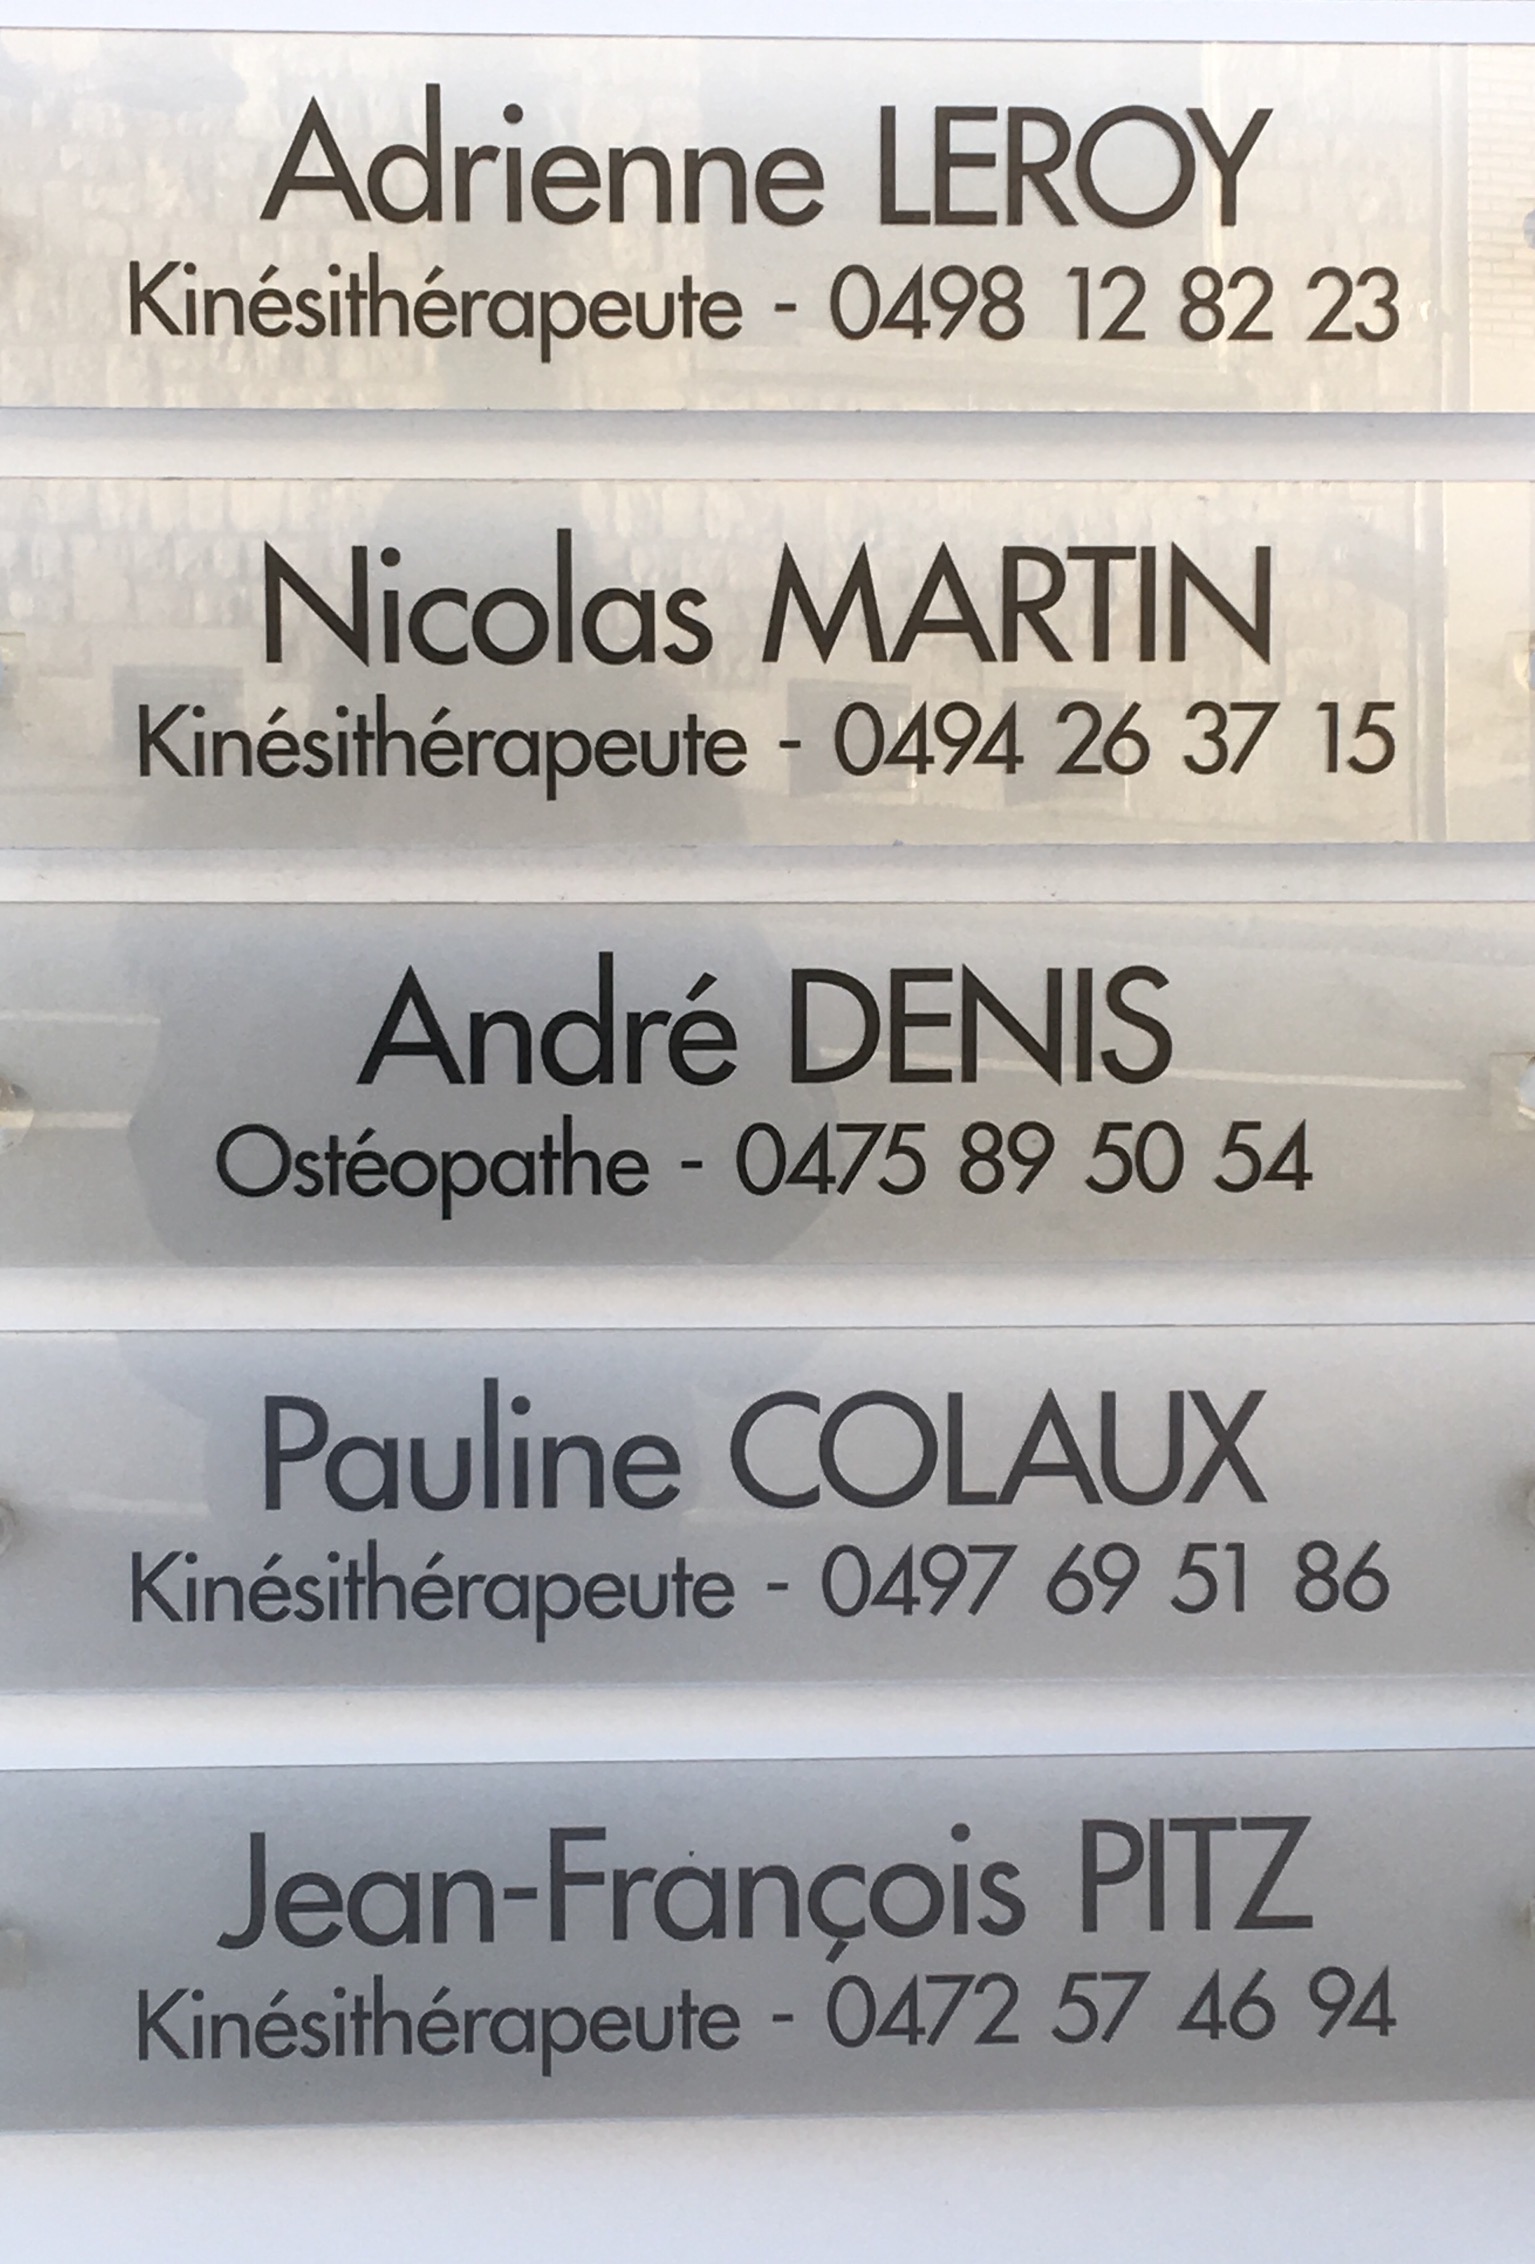 Adrienne LEROY
Kinésithérapeute - 0498 12 82 23
Nicolas MARTIN
Kinésithérapeute - 0494 26 37 15
André DENIS
Ostéopathe - 0475 89 50 54
Pauline COLAUX
Kinésithérapeute - 0497 69 51 86
Jean-François PITZ
Kinésithérapeute - 0472 57 46 94